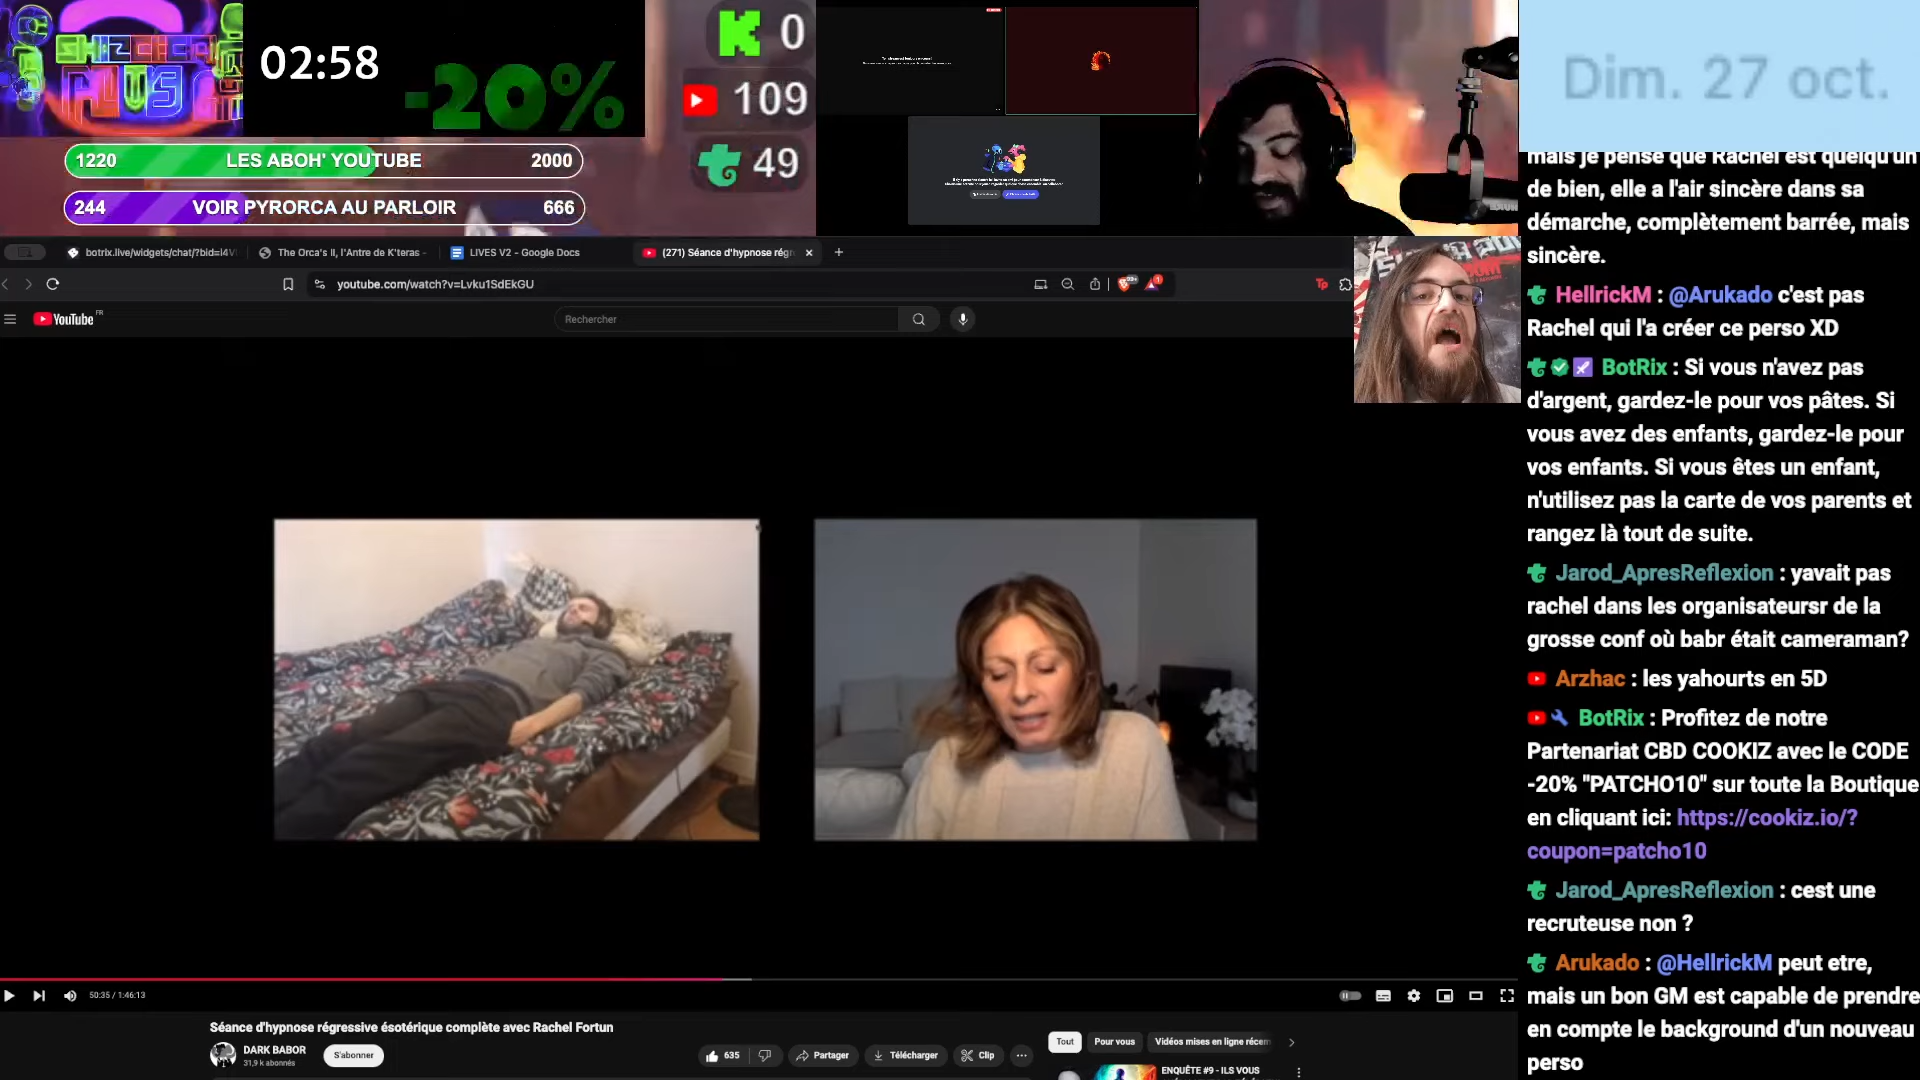 02:58
-20%
0
109
49
1220 LES ABOH' YOUTUBE 2000
244 VOIR PYRORCA AU PARLOIR 666
Dim. 27 oct.
botrix.live/widgets/chat/?bid=I4V
The Orca's II, l'Antre de K'teras -
LIVES V2 - Google Docs
(271) Séance d'hypnose régr
youtube.com/watch?v=Lvku1SdEkGU
YouTube FR
Rechercher
mais je pense que Rachel est quelqu'un
de bien, elle a l'air sincère dans sa
démarche, complètement barrée, mais
sincère.
HellrickM : @Arukado c'est pas
Rachel qui l'a créer ce perso XD
BotRix : Si vous n'avez pas
d'argent, gardez-le pour vos pâtes. Si
vous avez des enfants, gardez-le pour
vos enfants. Si vous êtes un enfant,
n'utilisez pas la carte de vos parents et
rangez là tout de suite.
Jarod_ApresReflexion : yavait pas
rachel dans les organisateursr de la
grosse conf où babr était cameraman?
Arzhac : les yahourts en 5D
BotRix : Profitez de notre
Partenariat CBD COOKIZ avec le CODE
-20% "PATCHO10" sur toute la Boutique
en cliquant ici: https://cookiz.io/?
coupon=patcho10
Jarod_ApresReflexion : cest une
recruteuse non ?
Arukado : @HellrickM peut etre,
mais un bon GM est capable de prendre
en compte le background d'un nouveau
perso
50:35 / 1:46:13
Séance d'hypnose régressive ésotérique complète avec Rachel Fortun
DARK BABOR
31,9 k abonnés
S'abonner
635
Partager
Télécharger
Clip
Tout
Pour vous
Vidéos mises en ligne récem
ENQUÊTE #9 - ILS VOUS